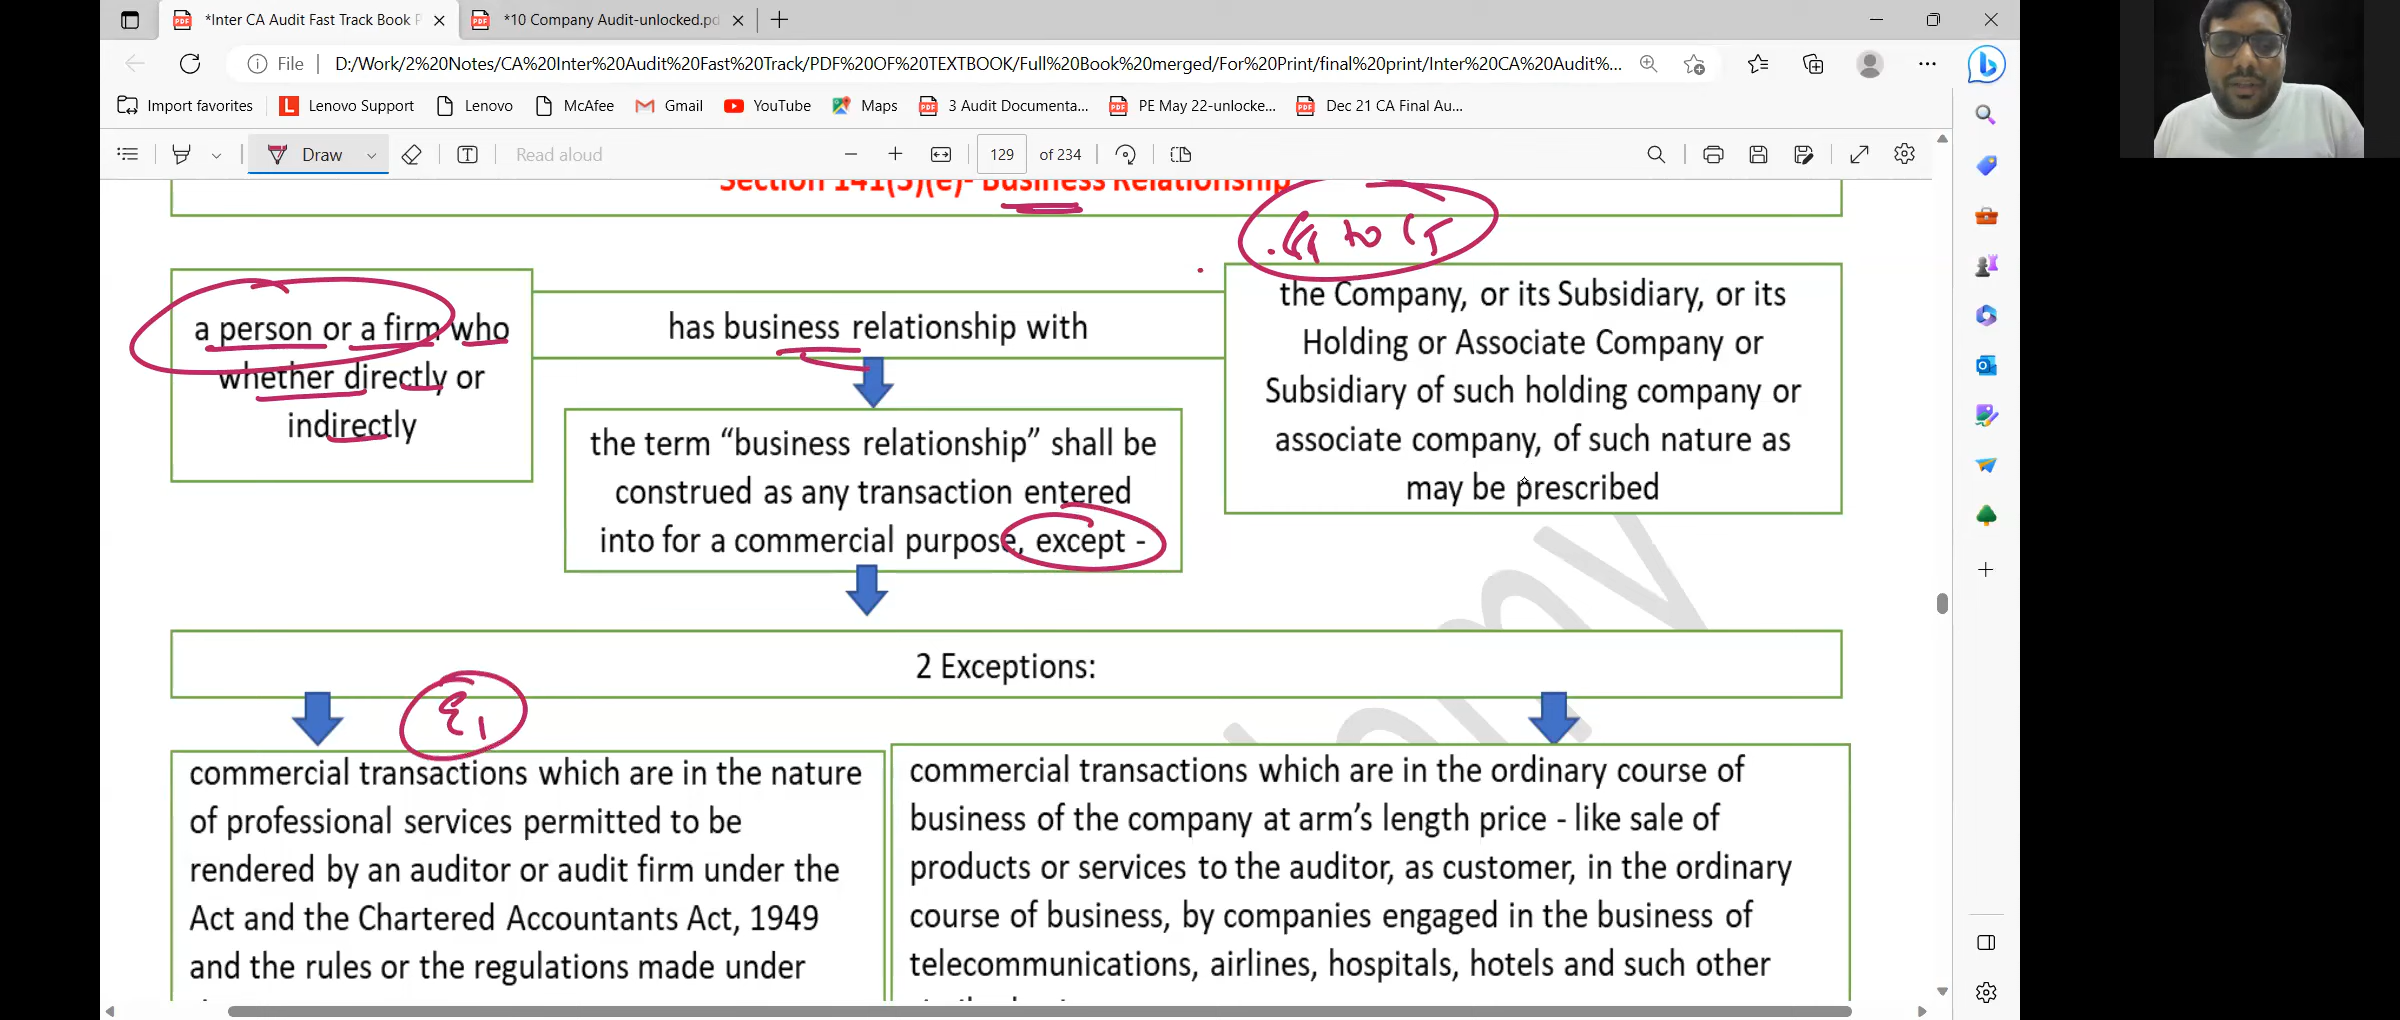 *Inter CA Audit Fast Track Book P
*10 Company Audit-unlocked.pd
File
D:/Work/2%20Notes/CA%20Inter%20Audit%20Fast%20Track/PDF%20OF%20TEXTBOOK/Full%20Book%20merged/For%20Print/final%20print/Inter%20CA%20Audit%...
Import favorites
Lenovo Support
Lenovo
McAfee
Gmail
YouTube
Maps
3 Audit Documenta...
PE May 22-unlocke...
Dec 21 CA Final Au...
Draw
Read aloud
129 of 234
Section 141(3)(e)- Business Relationship
to
a person or a firm who
whether directly or
indirectly
has business relationship with
the Company, or its Subsidiary, or its
Holding or Associate Company or
Subsidiary of such holding company or
associate company, of such nature as
may be prescribed
the term “business relationship” shall be
construed as any transaction entered
into for a commercial purpose, except -
2 Exceptions:
commercial transactions which are in the nature
of professional services permitted to be
rendered by an auditor or audit firm under the
Act and the Chartered Accountants Act, 1949
and the rules or the regulations made under
commercial transactions which are in the ordinary course of
business of the company at arm’s length price - like sale of
products or services to the auditor, as customer, in the ordinary
course of business, by companies engaged in the business of
telecommunications, airlines, hospitals, hotels and such other